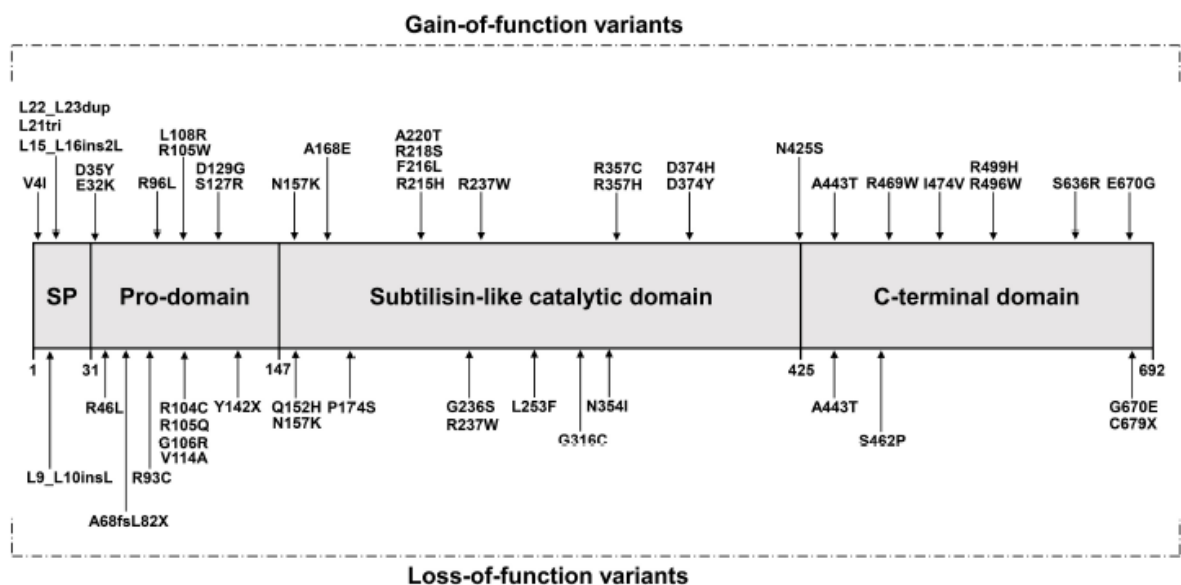 Gain-of-function variants
L22_L23dup
L21tri
L15_L16ins2L
V4I
D35Y
E32K
R96L
L108R
R105W
D129G
S127R
N157K
A168E
A220T
R218S
F216L
R215H
R237W
R357C
R357H
D374H
D374Y
N425S
A443T
R469W
I474V
R499H
R496W
S636R
E670G
SP
Pro-domain
Subtilisin-like catalytic domain
C-terminal domain
1
31
147
425
692
L9_L10insL
R46L
A68fsL82X
R93C
R104C
R105Q
G106R
V114A
Y142X
Q152H
N157K
P174S
G236S
R237W
L253F
G316C
N354I
A443T
S462P
G670E
C679X
Loss-of-function variants